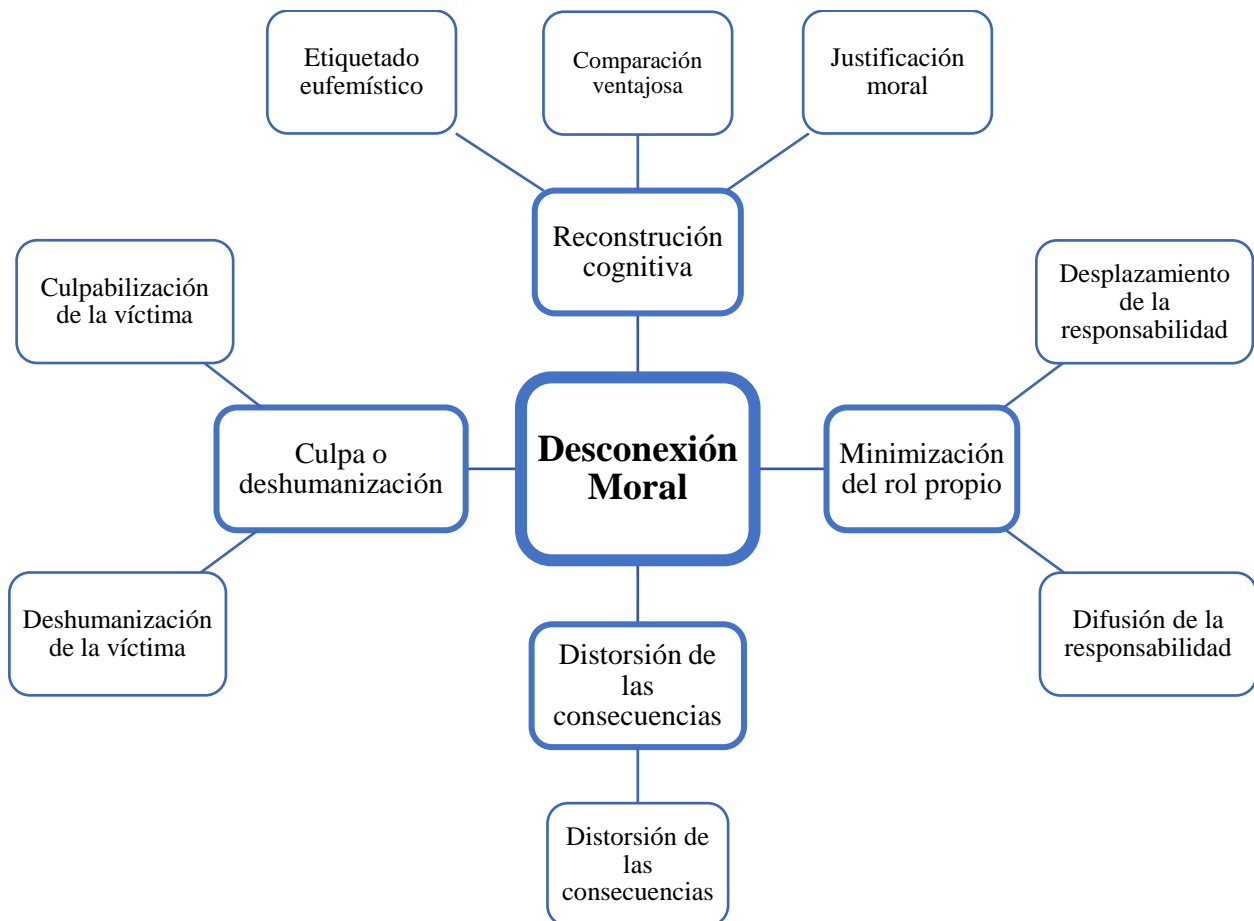 Etiquetado
eufemístico
Comparación
ventajosa
Justificación
moral
Reconstrución
cognitiva
Culpabilización
de la víctima
Desplazamiento
de la
responsabilidad
Culpa o
deshumanización
Desconexión
Moral
Minimización
del rol propio
Deshumanización
de la víctima
Difusión de la
responsabilidad
Distorsión de
las
consecuencias
Distorsión de
las
consecuencias